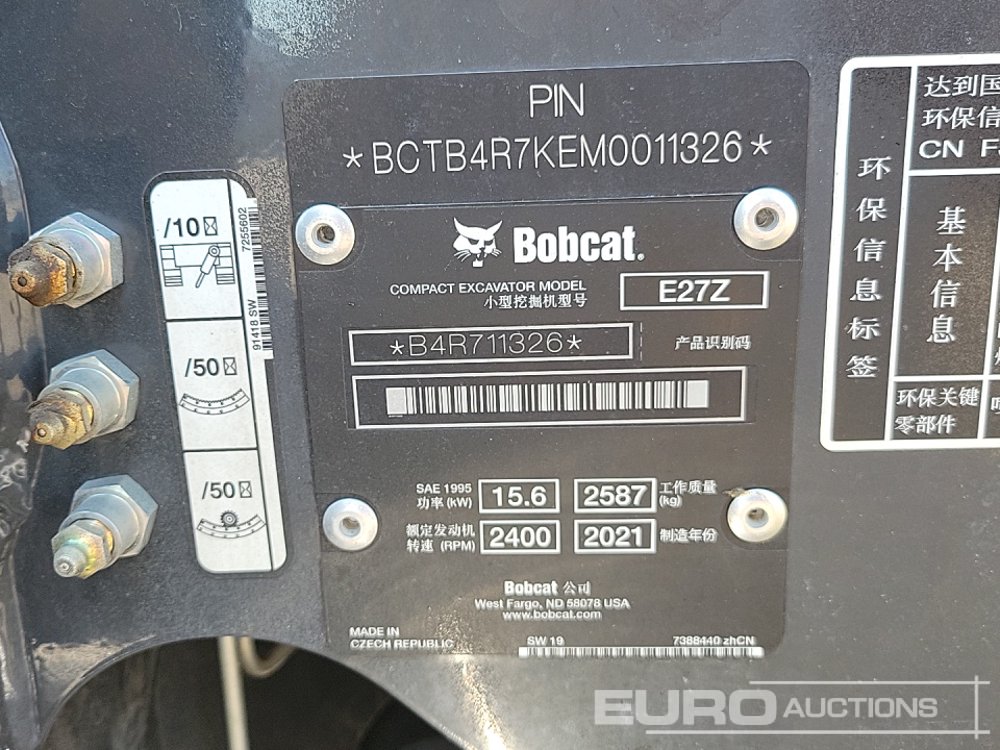 PIN
*BCTB4R7KEM0011326*
Bobcat.
COMPACT EXCAVATOR MODEL
小型挖掘机型号
E27Z
*B4R711326*
产品识别码
SAE 1995
功率 (kW)
15.6
2587
工作质量
(kg)
额定发动机
转速 (RPM)
2400
2021
制造年份
Bobcat 公司
West Fargo, ND 58078 USA
www.bobcat.com
MADE IN
CZECH REPUBLIC
SW 19
7388440 zhCN
/10
/50
/50
7255602
91418 SW
环保信息标签
达到国
环保信
CN
基本信息
环保关键
零部件
EURO AUCTIONS